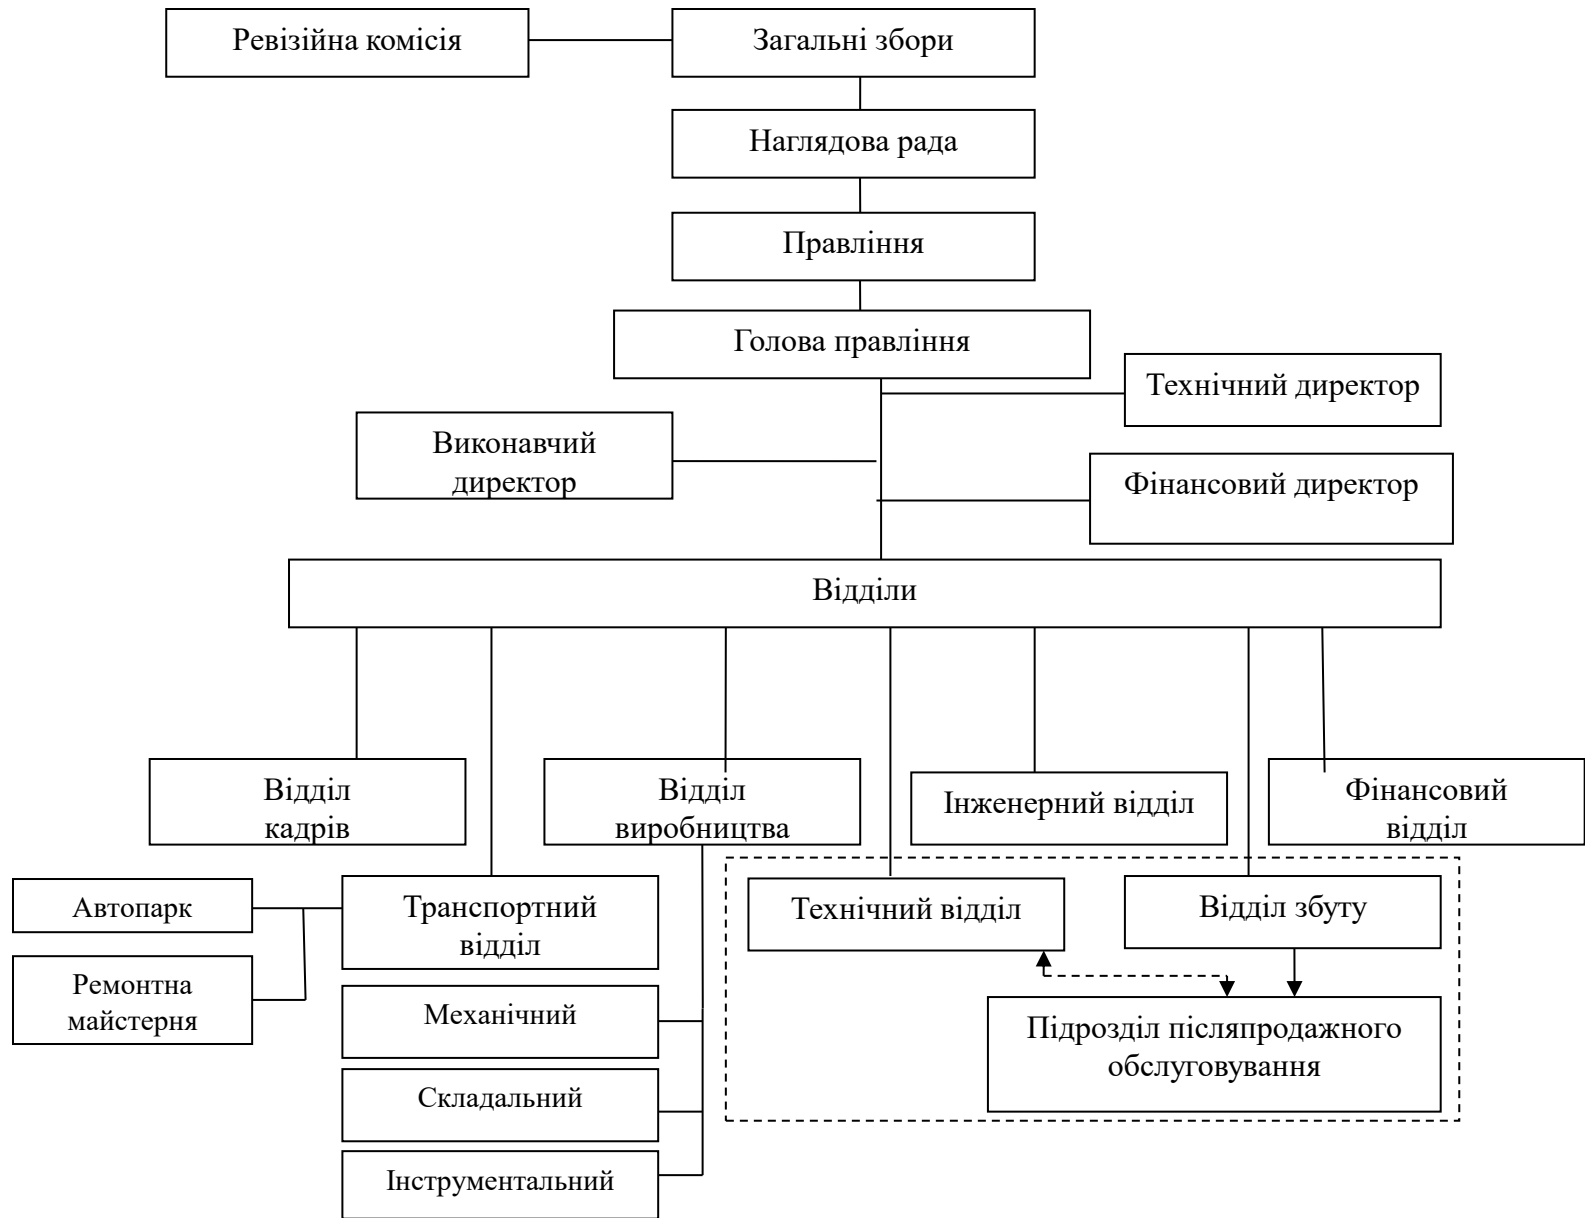 Ревізійна комісія
Загальні збори
Наглядова рада
Правління
Голова правління
Технічний директор
Виконавчий
директор
Фінансовий директор
Відділи
Відділ
кадрів
Відділ
виробництва
Інженерний відділ
Фінансовий
відділ
Автопарк
Транспортний
відділ
Технічний відділ
Відділ збуту
Ремонтна
майстерня
Механічний
Підрозділ післяпродажного
обслуговування
Складальний
Інструментальний